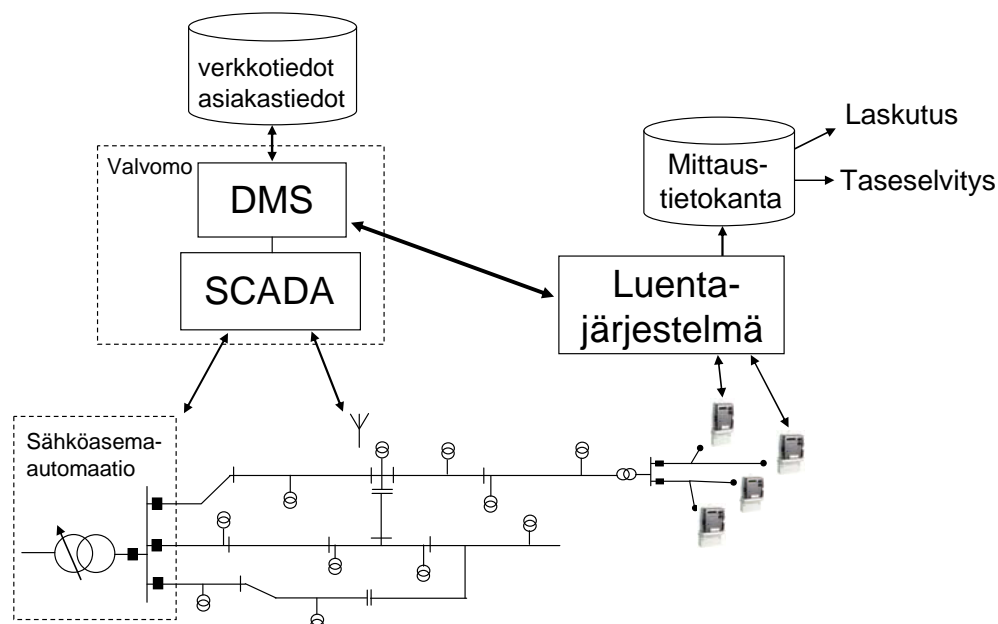 verkkotiedot
asiakastiedot
Valvomo
DMS
SCADA
Mittaus-
tietokanta
Laskutus
Taseselvitys
Luenta-
järjestelmä
Sähköasema-
automaatio